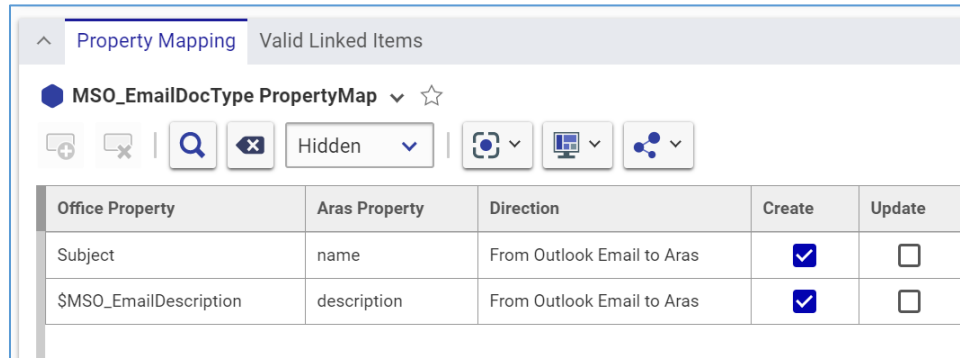 Property Mapping Valid Linked Items
MSO_EmailDocType PropertyMap
Hidden
Office Property Aras Property Direction Create Update
Subject name From Outlook Email to Aras
$MSO_EmailDescription description From Outlook Email to Aras